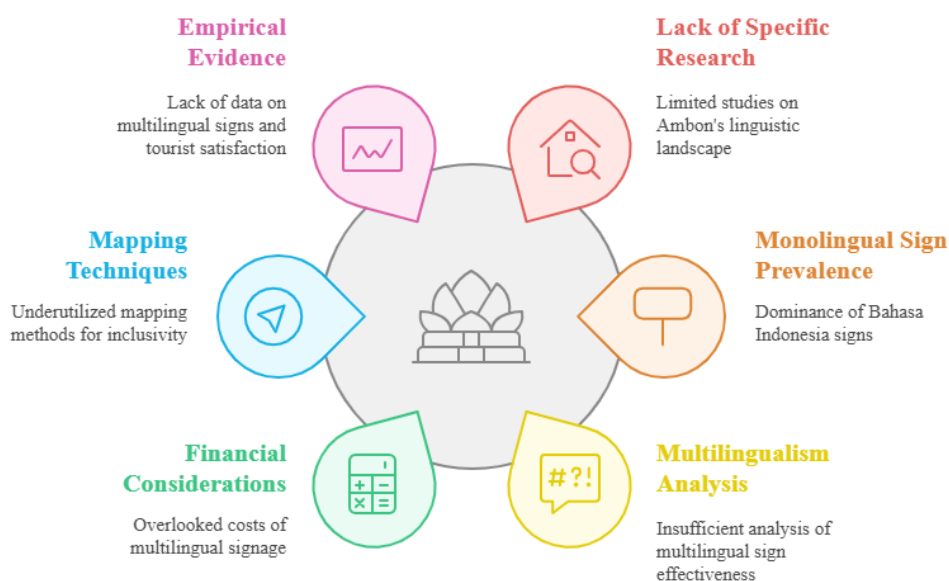 Empirical
Evidence
Lack of data on
multilingual signs and
tourist satisfaction
Lack of Specific
Research
Limited studies on
Ambon's linguistic
landscape
Mapping
Techniques
Underutilized mapping
methods for inclusivity
Monolingual Sign
Prevalence
Dominance of Bahasa
Indonesia signs
Financial
Considerations
Overlooked costs of
multilingual signage
#?!
Multilingualism
Analysis
Insufficient analysis of
multilingual sign
effectiveness